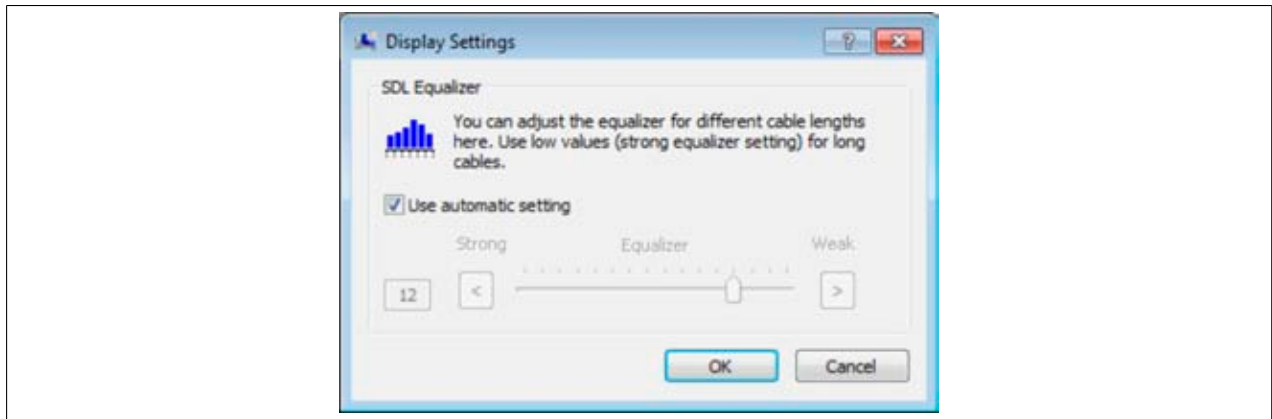 Display Settings
SDL Equalizer
You can adjust the equalizer for different cable lengths
here. Use low values (strong equalizer setting) for long
cables.
Use automatic setting
Strong Equalizer Weak
12 < >
OK Cancel